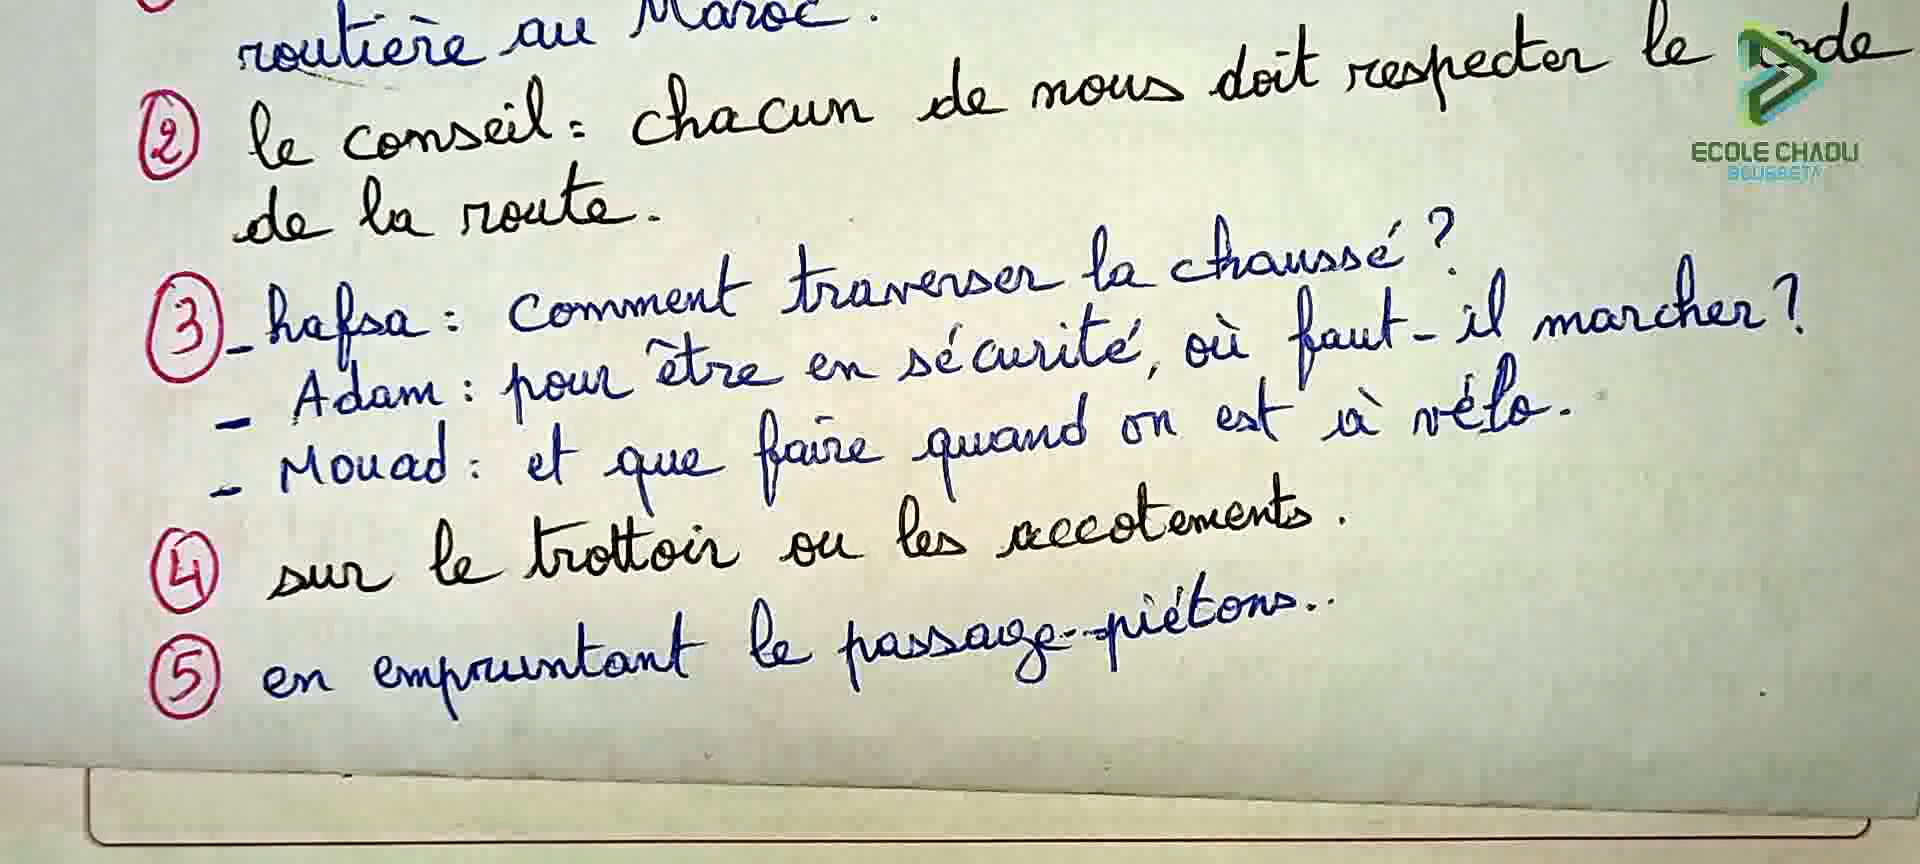 routière au Maroc.
② le conseil : chacun de nous doit respecter le code
de la route.
③ - hafsa : Comment traverser la chaussé ?
- Adam : pour être en sécurité, où faut-il marcher ?
- Mouad : et que faire quand on est à vélo.
④ sur le trottoir ou les accotements.
⑤ en empruntant le passage-piétons..
ECOLE CHADLI